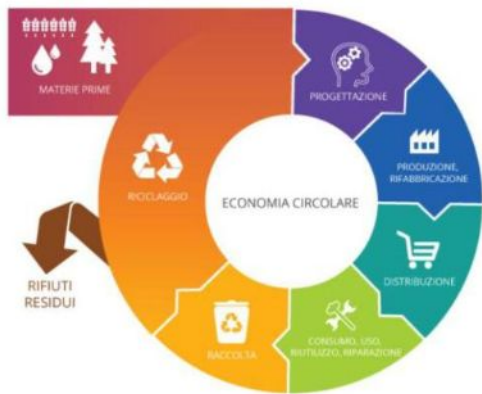 MATERIE PRIME
PROGETTAZIONE
PRODUZIONE,
RIFABBRICAZIONE
RICICLAGGIO
ECONOMIA CIRCOLARE
DISTRIBUZIONE
RIFIUTI
RESIDUI
CONSUMO, USO,
RIUTILIZZO, RIPARAZIONE
RACCOLTA